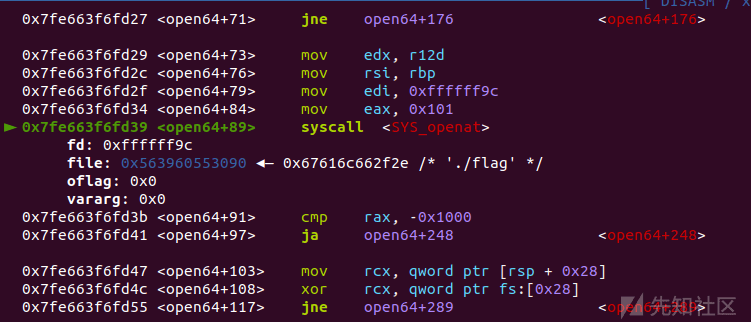 [ DISASM / x
0x7fe663f6fd27 <open64+71> jne open64+176 <open64+176>
0x7fe663f6fd29 <open64+73> mov edx, r12d
0x7fe663f6fd2c <open64+76> mov rsi, rbp
0x7fe663f6fd2f <open64+79> mov edi, 0xffffff9c
0x7fe663f6fd34 <open64+84> mov eax, 0x101
► 0x7fe663f6fd39 <open64+89> syscall <SYS_openat>
fd: 0xffffff9c
file: 0x563960553090 ◂— 0x67616c662f2e /* './flag' */
oflag: 0x0
vararg: 0x0
0x7fe663f6fd3b <open64+91> cmp rax, -0x1000
0x7fe663f6fd41 <open64+97> ja open64+248 <open64+248>
0x7fe663f6fd47 <open64+103> mov rcx, qword ptr [rsp + 0x28]
0x7fe663f6fd4c <open64+108> xor rcx, qword ptr fs:[0x28]
0x7fe663f6fd55 <open64+117> jne open64+289 <open64+289>
先知社区